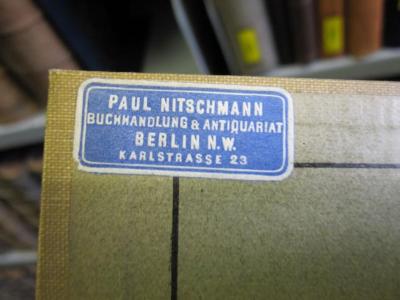 PAUL NITSCHMANN
BUCHHANDLUNG & ANTIQUARIAT
BERLIN N.W.
KARLSTRASSE 23